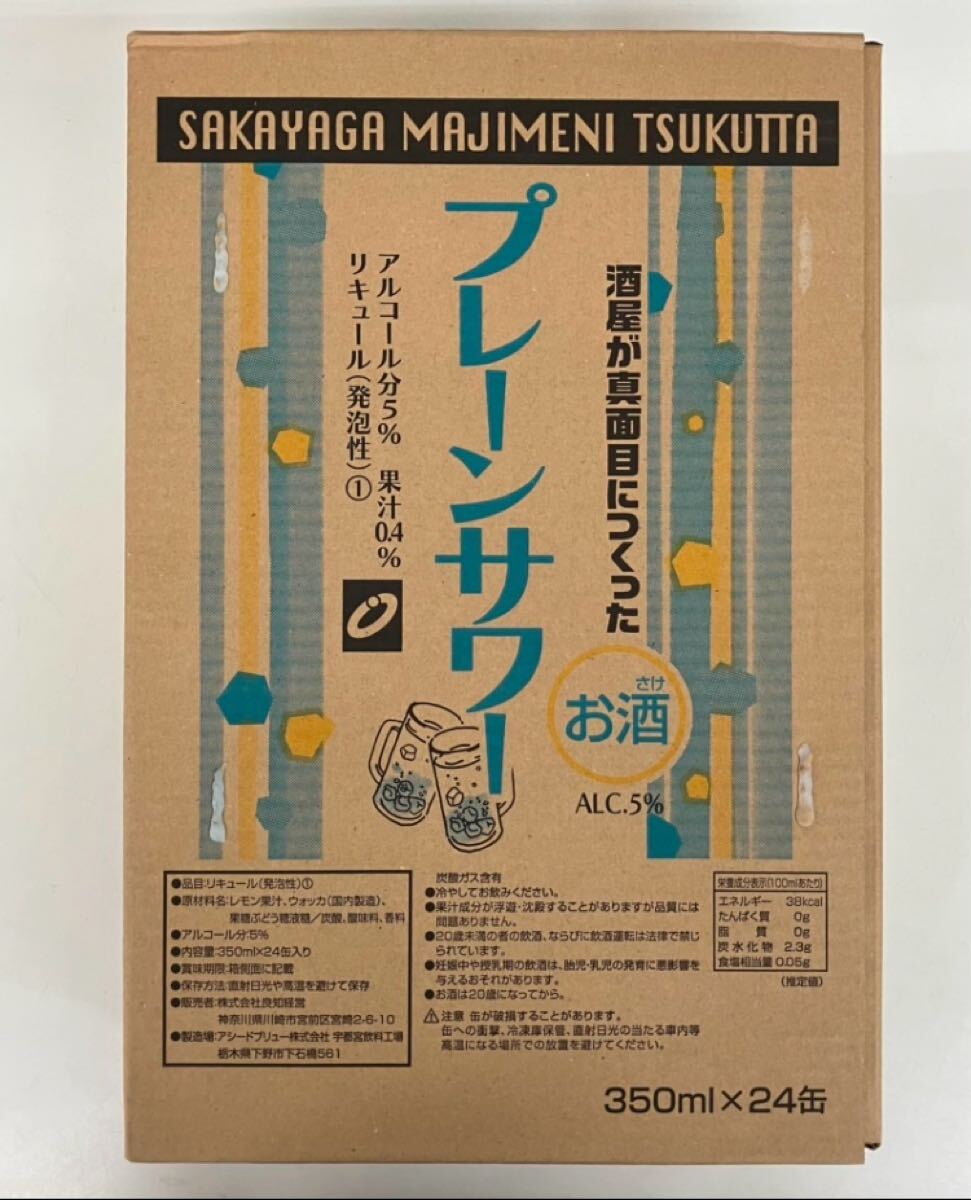 SAKAYAGA MAJIMENI TSUKUTTA
酒屋が真面目につくった
プレーンサワー
アルコール分5% 果汁0.4%
リキュール(発泡性)①
さけ
お酒
ALC.5%
●品目:リキュール(発泡性)①
●原材料名:レモン果汁、ウォッカ(国内製造)、
果糖ぶどう糖液糖／炭酸、酸味料、香料
●アルコール分:5%
●内容量:350ml×24缶入り
●賞味期限:箱側面に記載
●保存方法:直射日光や高温を避けて保存
●販売者:株式会社良知経営
神奈川県川崎市宮前区宮崎2-6-10
●製造場:アシードブリュー株式会社 宇都宮飲料工場
栃木県下野市下石橋561
炭酸ガス含有
●冷やしてお飲みください。
●果汁成分が浮遊・沈殿することがありますが品質には
問題ありません。
●20歳未満の者の飲酒、ならびに飲酒運転は法律で禁じ
られています。
●妊娠中や授乳期の飲酒は、胎児・乳児の発育に悪影響を
与えるおそれがあります。
●お酒は20歳になってから。
⚠注意 缶が破損することがあります。
缶への衝撃、冷凍庫保管、直射日光の当たる車内等
高温になる場所での放置を避けてください。
栄養成分表示(100mlあたり)
エネルギー 38kcal
たんぱく質 0g
脂質 0g
炭水化物 2.3g
食塩相当量 0.05g
(推定値)
350ml×24缶